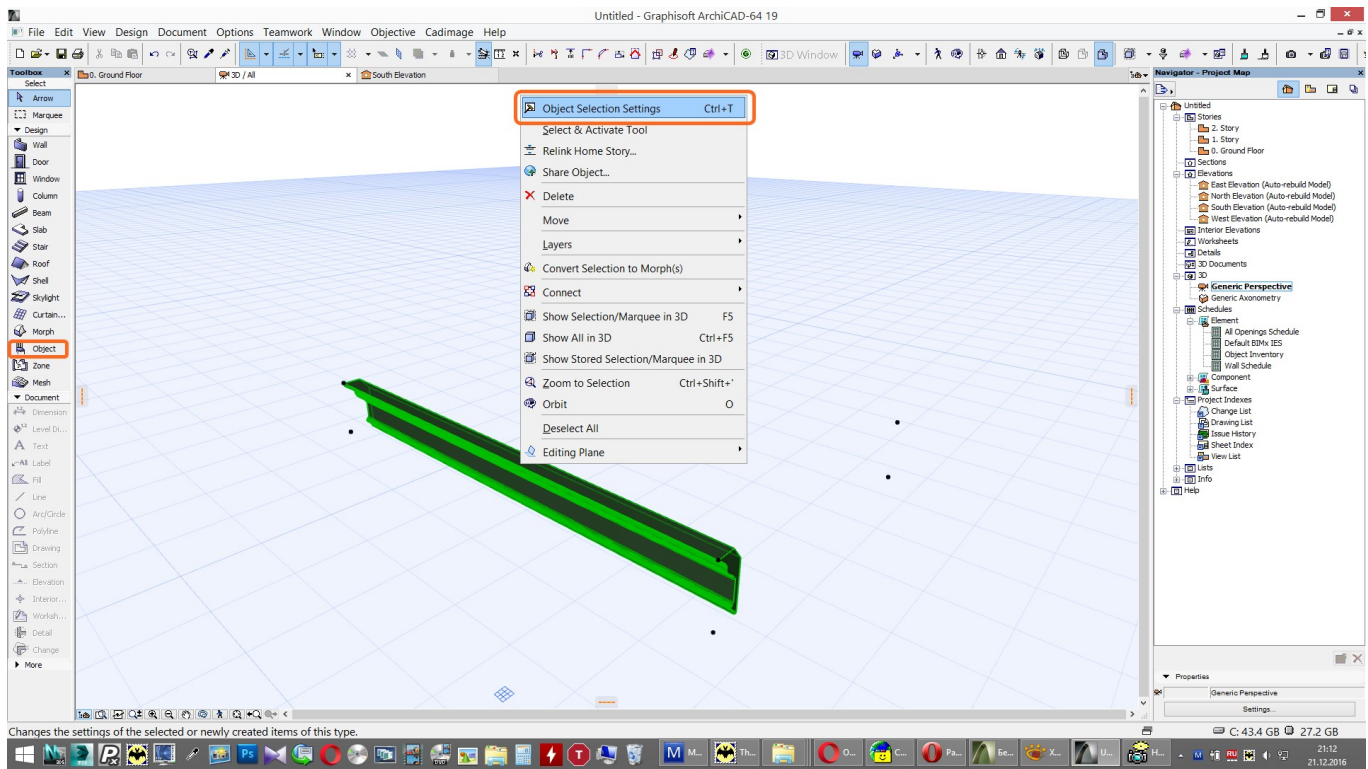 Untitled - Graphisoft ArchiCAD-64 19
File Edit View Design Document Options Teamwork Window Objective Cadimage Help
3D Window
Toolbox
0. Ground Floor
3D / All
South Elevation
Select
Arrow
Marquee
Design
Wall
Door
Window
Column
Beam
Slab
Stair
Roof
Shell
Skylight
Curtain...
Morph
Object
Zone
Mesh
Document
Dimension
Level Di...
Text
Label
Fill
Line
Arc/Circle
Polyline
Drawing
Section
Elevation
Interior...
Worksh...
Detail
Change
More
Object Selection Settings Ctrl+T
Select & Activate Tool
Relink Home Story...
Share Object...
Delete
Move
Layers
Convert Selection to Morph(s)
Connect
Show Selection/Marquee in 3D F5
Show All in 3D Ctrl+F5
Show Stored Selection/Marquee in 3D
Zoom to Selection Ctrl+Shift+'
Orbit O
Deselect All
Editing Plane
Navigator - Project Map
Untitled
Stories
2. Story
1. Story
0. Ground Floor
Sections
Elevations
East Elevation (Auto-rebuild Model)
North Elevation (Auto-rebuild Model)
South Elevation (Auto-rebuild Model)
West Elevation (Auto-rebuild Model)
Interior Elevations
Worksheets
Details
3D Documents
3D
Generic Perspective
Generic Axonometry
Schedules
Element
All Openings Schedule
Default BIMx IES
Object Inventory
Wall Schedule
Component
Surface
Project Indexes
Change List
Drawing List
Issue History
Sheet Index
View List
Lists
Info
Help
Properties
Generic Perspective
Settings...
Changes the settings of the selected or newly created items of this type.
C: 43.4 GB 27.2 GB
M... Th... O... C... Pa... Бе... X... U... H...
21:12
21.12.2016